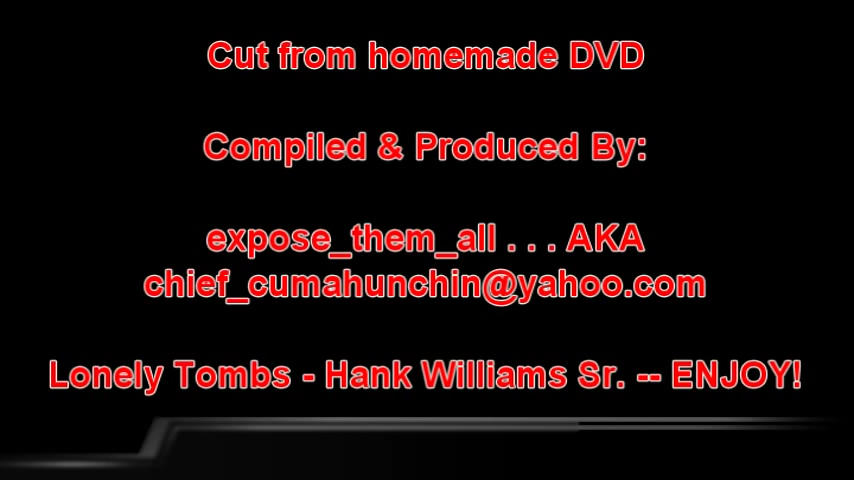 Cut from homemade DVD
Compiled & Produced By:
expose_them_all . . . AKA
chief_cumahunchin@yahoo.com
Lonely Tombs - Hank Williams Sr. -- ENJOY!